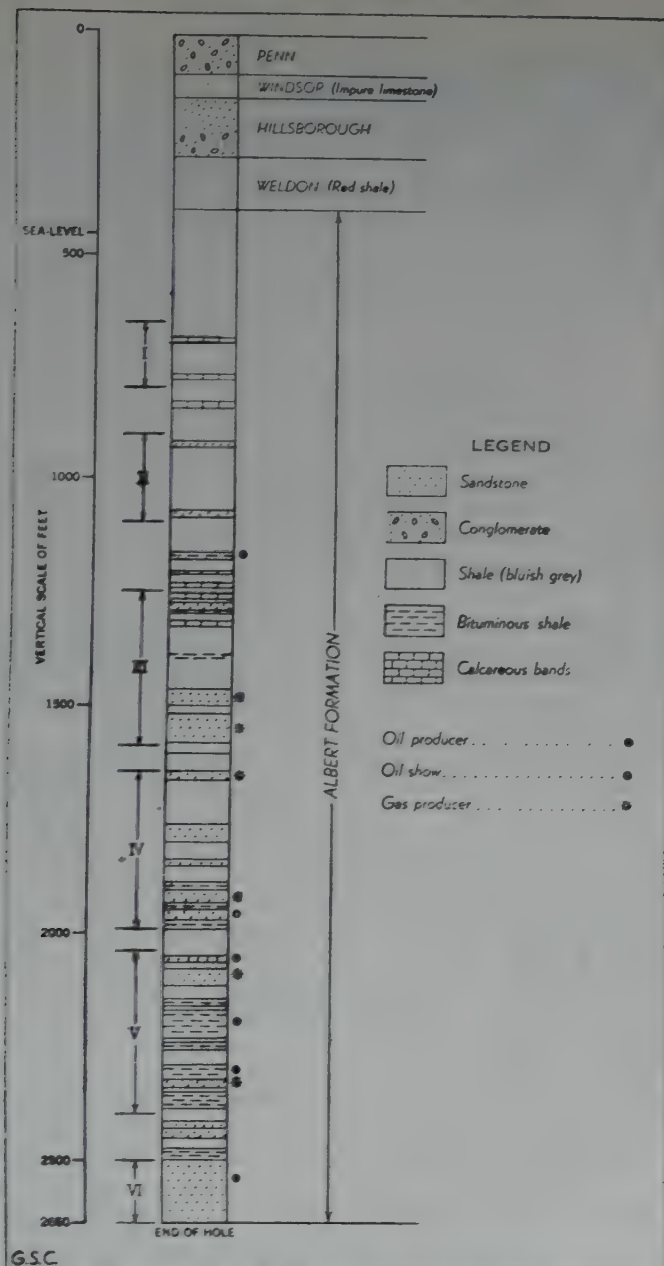 0
PENN
WINDSOR (Impure limestone)
HILLSBOROUGH
WELDON (Red shale)
SEA-LEVEL
500
I
II
1000
VERTICAL SCALE OF FEET
III
1500
IV
2000
V
2500
VI
2650
END OF HOLE
ALBERT FORMATION
LEGEND
Sandstone
Conglomerate
Shale (bluish grey)
Bituminous shale
Calcareous bands
Oil producer
Oil show
Gas producer
G.S.C.